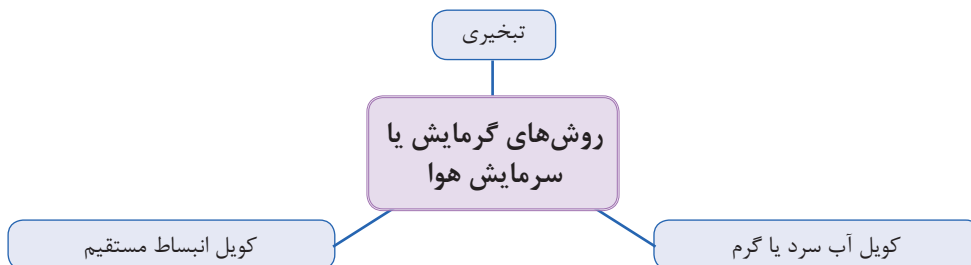 تبخیری
روش‌های گرمایش یا
سرمایش هوا
کویل آب سرد یا گرم
کویل انبساط مستقیم